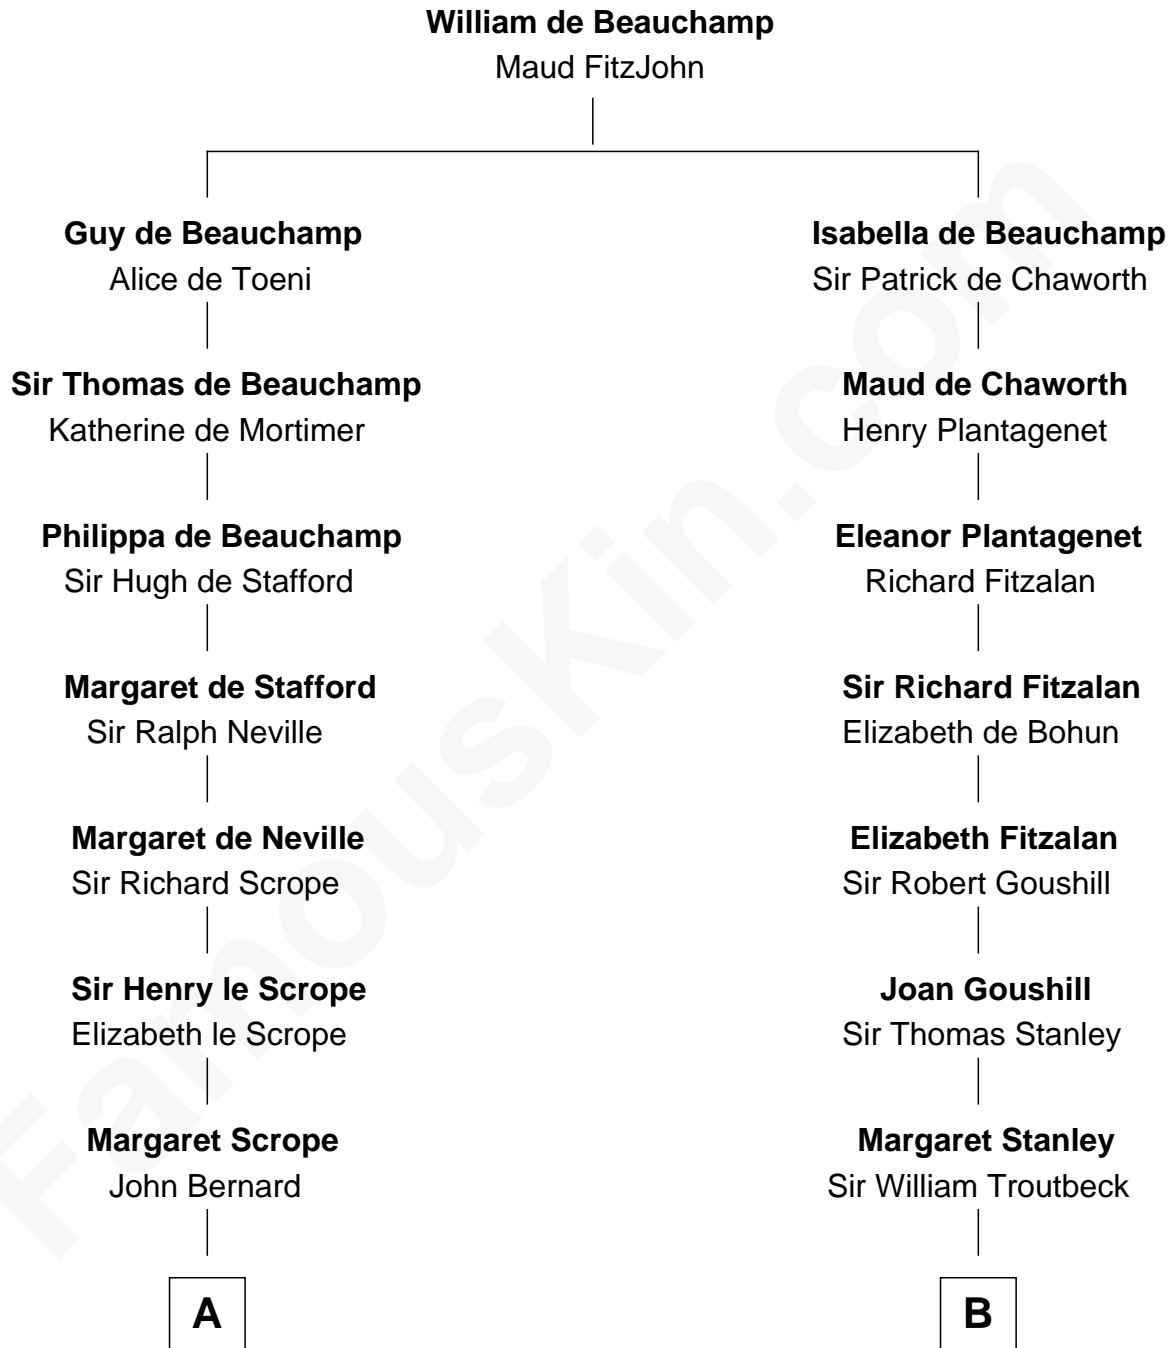 William de Beauchamp
Maud FitzJohn
Guy de Beauchamp
Alice de Toeni
Isabella de Beauchamp
Sir Patrick de Chaworth
Sir Thomas de Beauchamp
Katherine de Mortimer
Maud de Chaworth
Henry Plantagenet
Philippa de Beauchamp
Sir Hugh de Stafford
Eleanor Plantagenet
Richard Fitzalan
Margaret de Stafford
Sir Ralph Neville
Sir Richard Fitzalan
Elizabeth de Bohun
Margaret de Neville
Sir Richard Scrope
Elizabeth Fitzalan
Sir Robert Goushill
Sir Henry le Scrope
Elizabeth le Scrope
Joan Goushill
Sir Thomas Stanley
Margaret Scrope
John Bernard
Margaret Stanley
Sir William Troutbeck
A
B
FamousKin.com